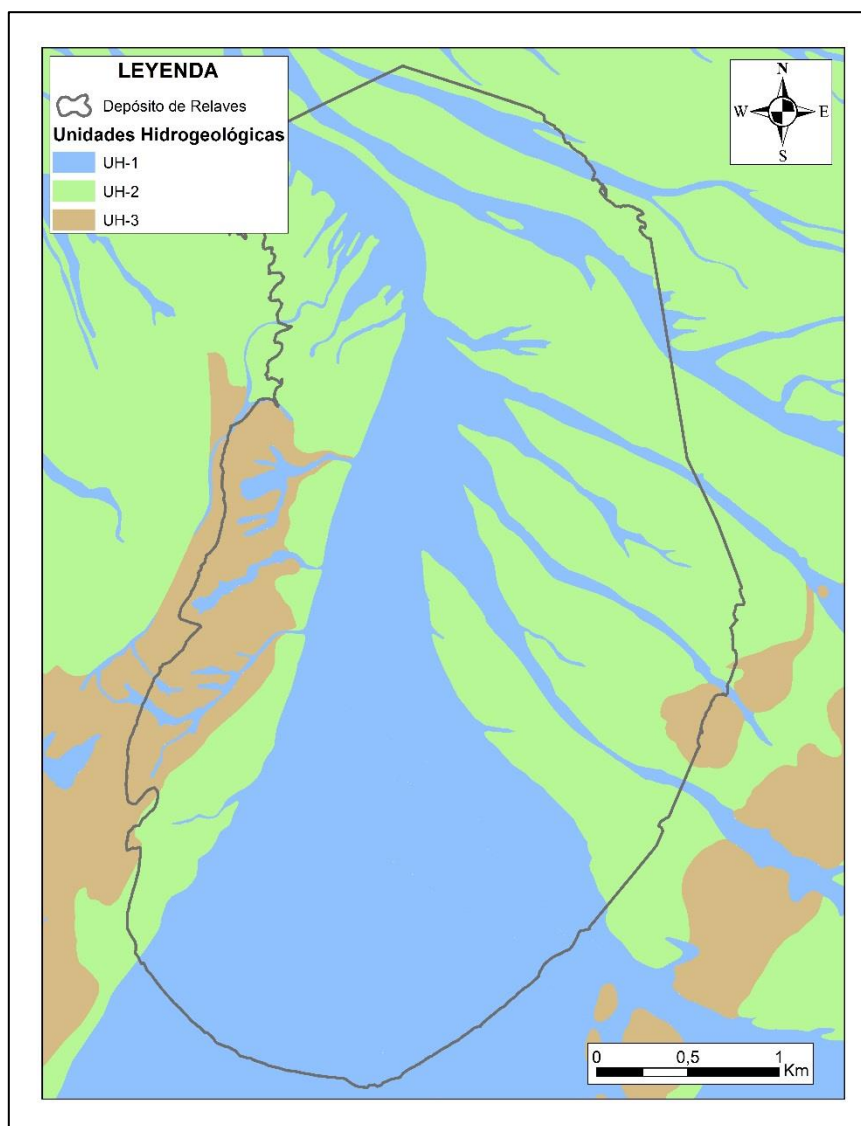 LEYENDA
Depósito de Relaves
Unidades Hidrogeológicas
UH-1
UH-2
UH-3
N
W E
S
0 0,5 1
Km